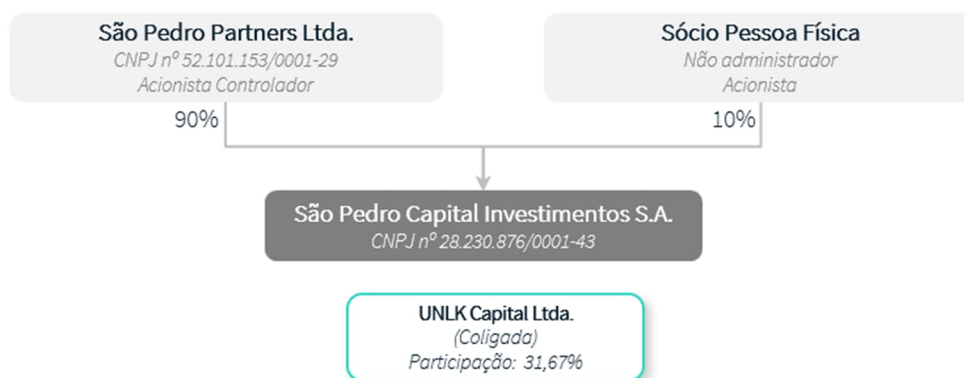 São Pedro Partners Ltda.
CNPJ nº 52.101.153/0001-29
Acionista Controlador
Sócio Pessoa Física
Não administrador
Acionista
90%
10%
São Pedro Capital Investimentos S.A.
CNPJ nº 28.230.876/0001-43
UNLK Capital Ltda.
(Coligada)
Participação: 31,67%